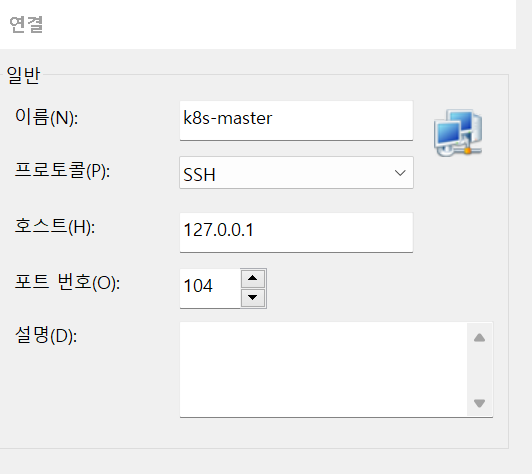 연결
일반
이름(N):
k8s-master
프로토콜(P):
SSH
호스트(H):
127.0.0.1
포트 번호(O):
104
설명(D):